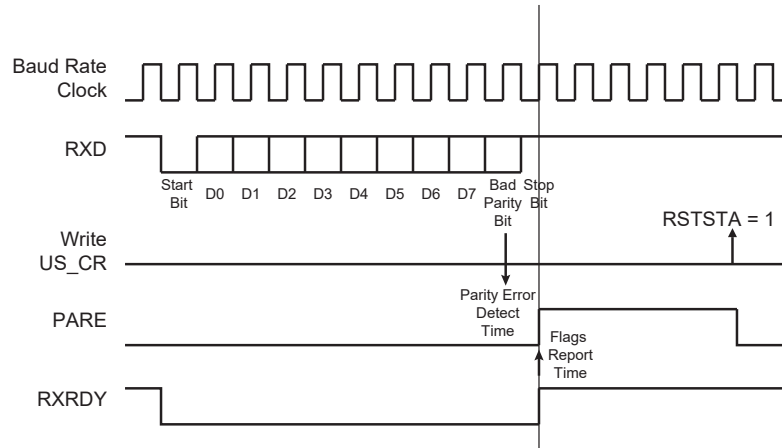 Baud Rate
Clock
RXD
Start
Bit
D0 D1 D2 D3 D4 D5 D6 D7
Bad
Parity
Bit
Stop
Bit
RSTSTA = 1
Write
US_CR
Parity Error
Detect
Time
PARE
Flags
Report
Time
RXRDY